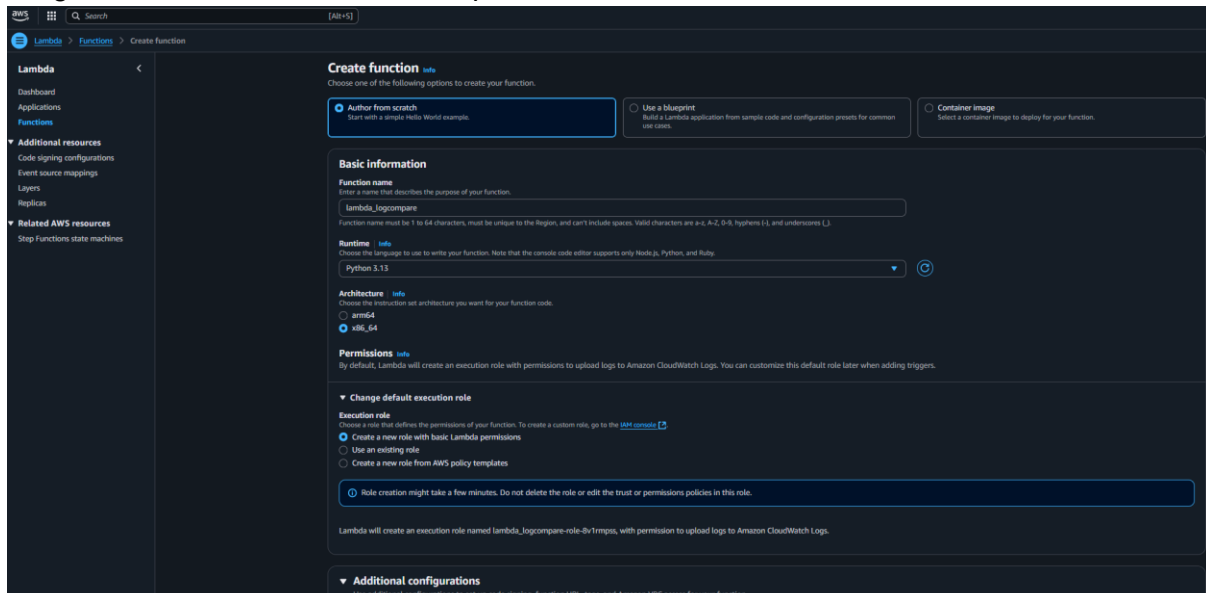 aws
Search
[Alt+S]
Lambda > Functions > Create function
Lambda
Dashboard
Applications
Functions
Additional resources
Code signing configurations
Event source mappings
Layers
Replicas
Related AWS resources
Step Functions state machines
Create function Info
Choose one of the following options to create your function.
Author from scratch
Start with a simple Hello World example.
Use a blueprint
Build a Lambda application from sample code and configuration presets for common
use cases.
Container image
Select a container image to deploy for your function.
Basic information
Function name
Enter a name that describes the purpose of your function.
lambda_logcompare
Function name must be 1 to 64 characters, must be unique to the Region, and can't include spaces. Valid characters are a-z, A-Z, 0-9, hyphens (-), and underscores (_).
Runtime Info
Choose the language to use to write your function. Note that the console code editor supports only Node.js, Python, and Ruby.
Python 3.13
Architecture Info
Choose the instruction set architecture you want for your function code.
arm64
x86_64
Permissions Info
By default, Lambda will create an execution role with permissions to upload logs to Amazon CloudWatch Logs. You can customize this default role later when adding triggers.
Change default execution role
Execution role
Choose a role that defines the permissions of your function. To create a custom role, go to the IAM console
Create a new role with basic Lambda permissions
Use an existing role
Create a new role from AWS policy templates
Role creation might take a few minutes. Do not delete the role or edit the trust or permissions policies in this role.
Lambda will create an execution role named lambda_logcompare-role-8v1rmpss, with permission to upload logs to Amazon CloudWatch Logs.
Additional configurations